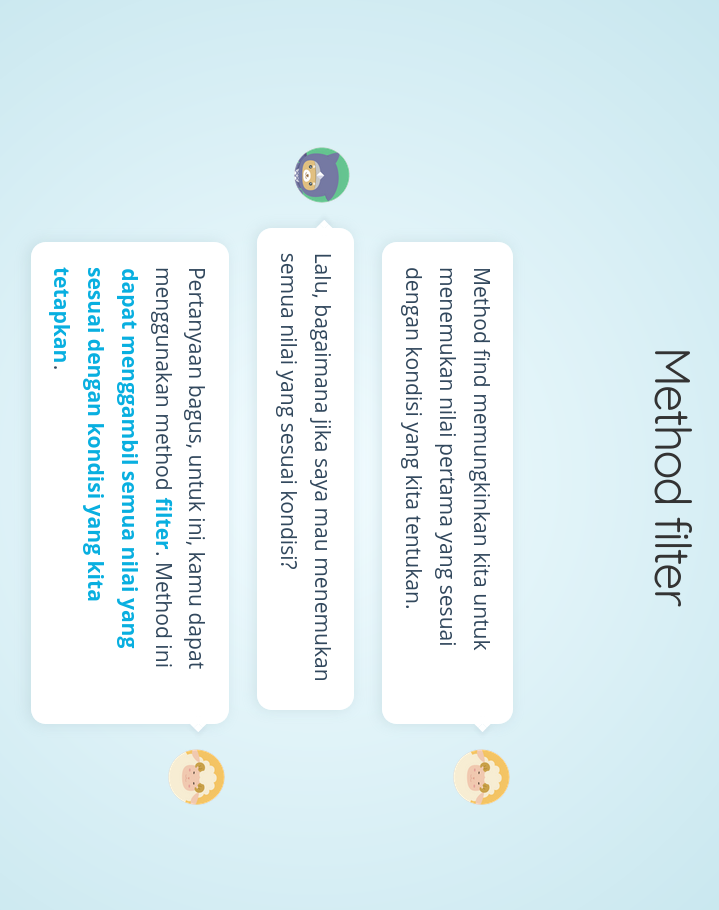 Method filter
Method find memungkinkan kita untuk
menemukan nilai pertama yang sesuai
dengan kondisi yang kita tentukan.
Lalu, bagaimana jika saya mau menemukan
semua nilai yang sesuai kondisi?
Pertanyaan bagus, untuk ini, kamu dapat
menggunakan method filter. Method ini
dapat menggambil semua nilai yang
sesuai dengan kondisi yang kita
tetapkan.